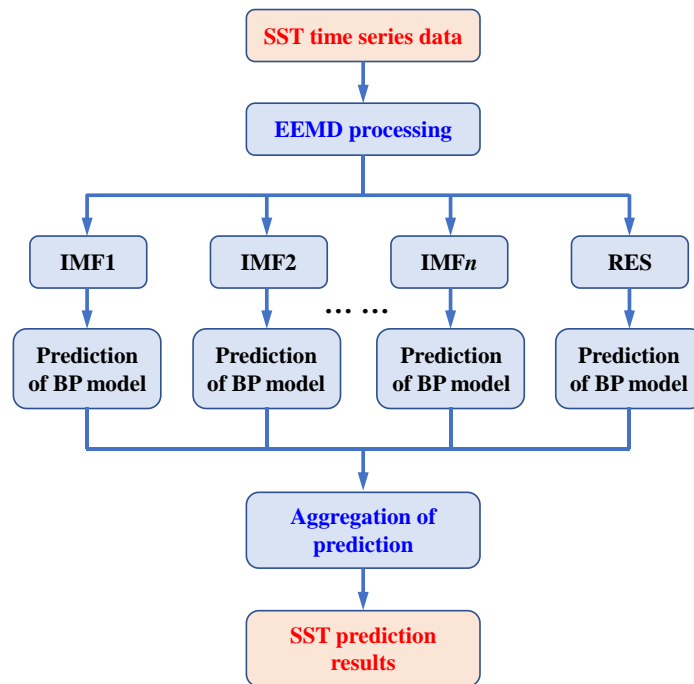 SST time series data
EEMD processing
IMF1
IMF2
IMFn
RES
... ...
Prediction
of BP model
Prediction
of BP model
Prediction
of BP model
Prediction
of BP model
Aggregation of
prediction
SST prediction
results